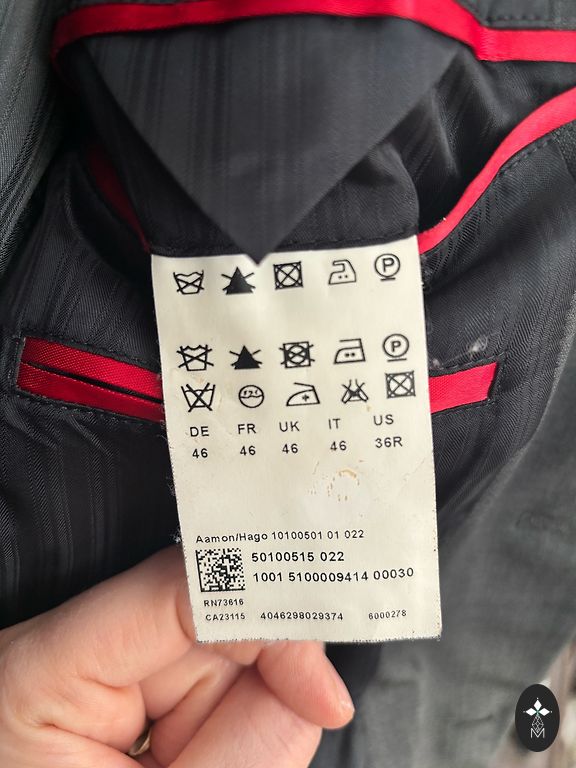 P
P
DE FR UK IT US
46 46 46 46 36R
Aamon/Hago 10100501 01 022
50100515 022
1001 5100009414 00030
RN73616
CA23115 4046298029374 6000278
M